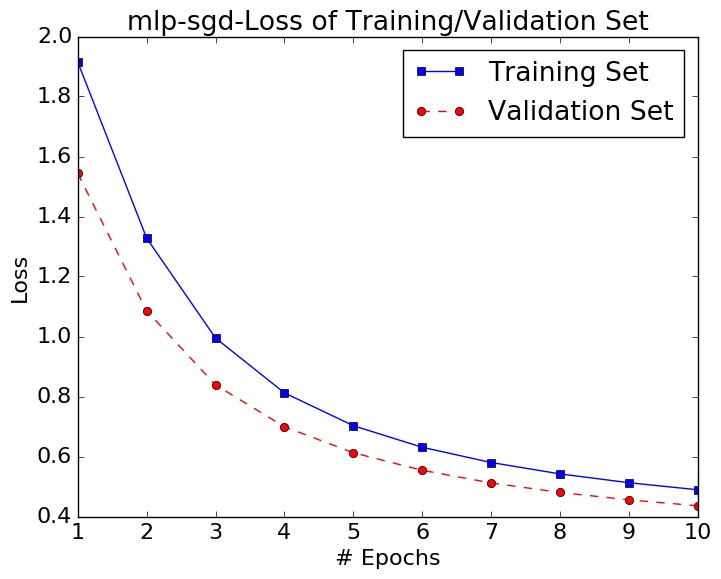 mlp-sgd-Loss of Training/Validation Set
2.0
1.8
1.6
1.4
1.2
1.0
0.8
0.6
0.4
Loss
Training Set
Validation Set
1 2 3 4 5 6 7 8 9 10
# Epochs